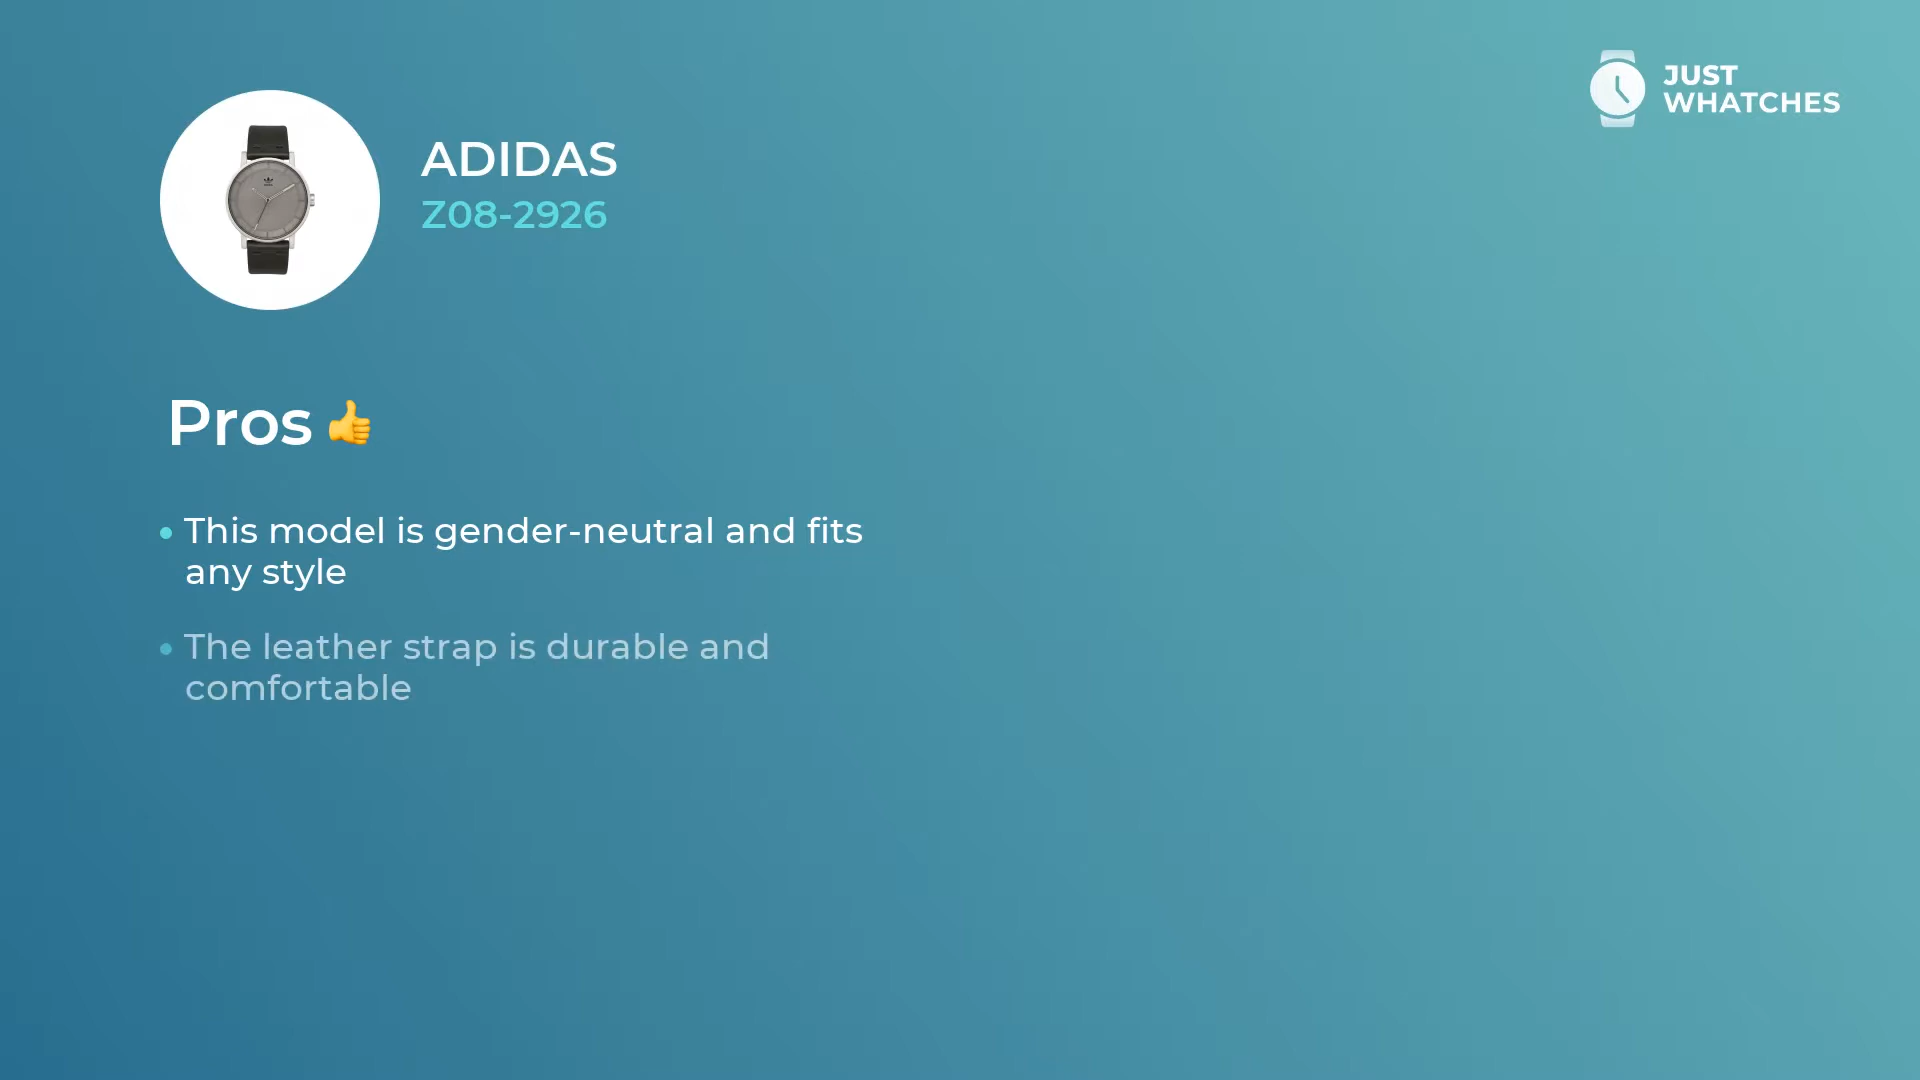 JUST
WHATCHES
ADIDAS
Z08-2926
Pros 👍
• This model is gender-neutral and fits
any style
• The leather strap is durable and
comfortable